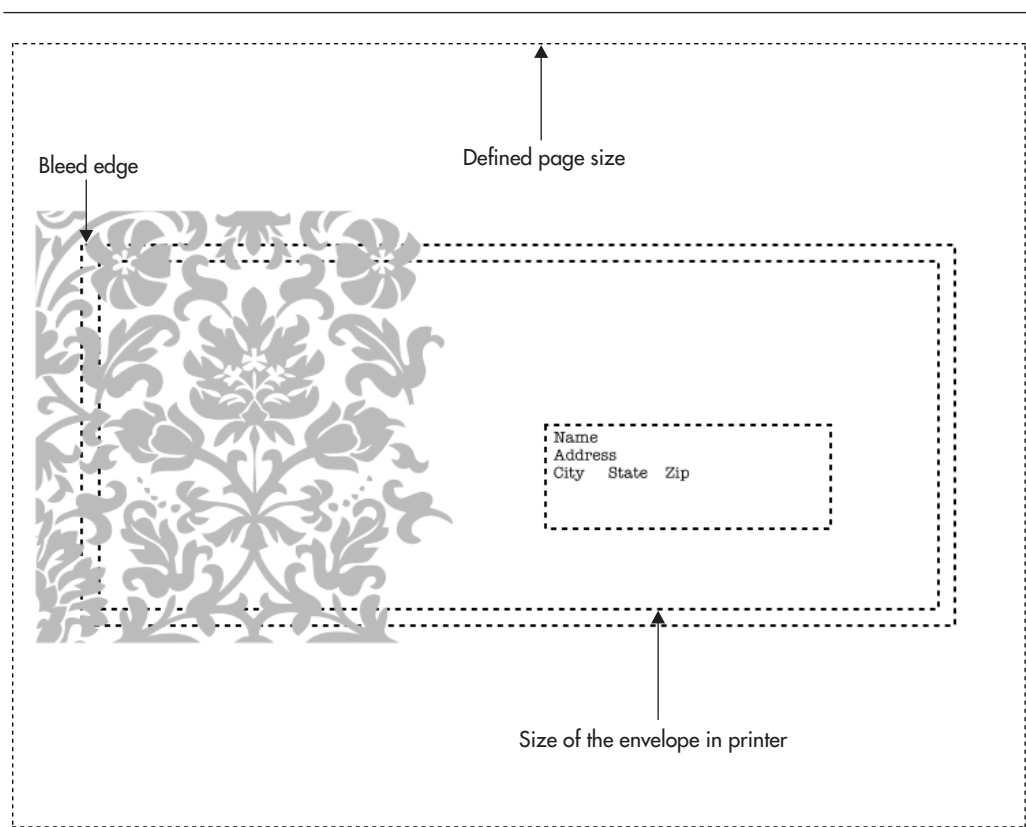 Defined page size
Bleed edge
Name
Address
City State Zip
Size of the envelope in printer